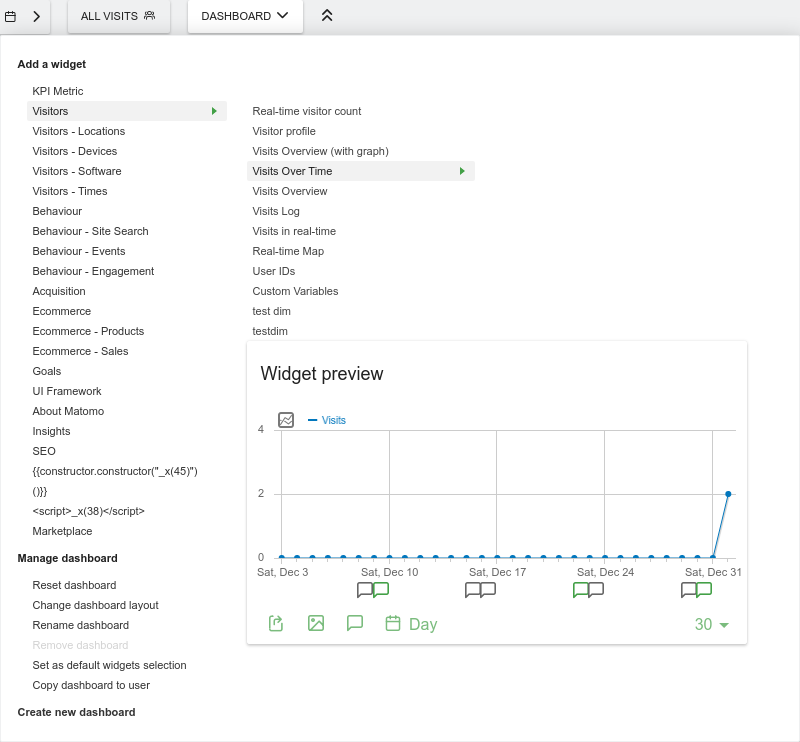 ALL VISITS
DASHBOARD
Add a widget
KPI Metric
Visitors
Visitors - Locations
Visitors - Devices
Visitors - Software
Visitors - Times
Behaviour
Behaviour - Site Search
Behaviour - Events
Behaviour - Engagement
Acquisition
Ecommerce
Ecommerce - Products
Ecommerce - Sales
Goals
UI Framework
About Matomo
Insights
SEO
{{constructor.constructor("_x(45)")
()}}
<script>_x(38)</script>
Marketplace
Manage dashboard
Reset dashboard
Change dashboard layout
Rename dashboard
Remove dashboard
Set as default widgets selection
Copy dashboard to user
Create new dashboard
Real-time visitor count
Visitor profile
Visits Overview (with graph)
Visits Over Time
Visits Overview
Visits Log
Visits in real-time
Real-time Map
User IDs
Custom Variables
test dim
testdim
Widget preview
Visits
4
2
0
Sat, Dec 3 Sat, Dec 10 Sat, Dec 17 Sat, Dec 24 Sat, Dec 31
Day 30